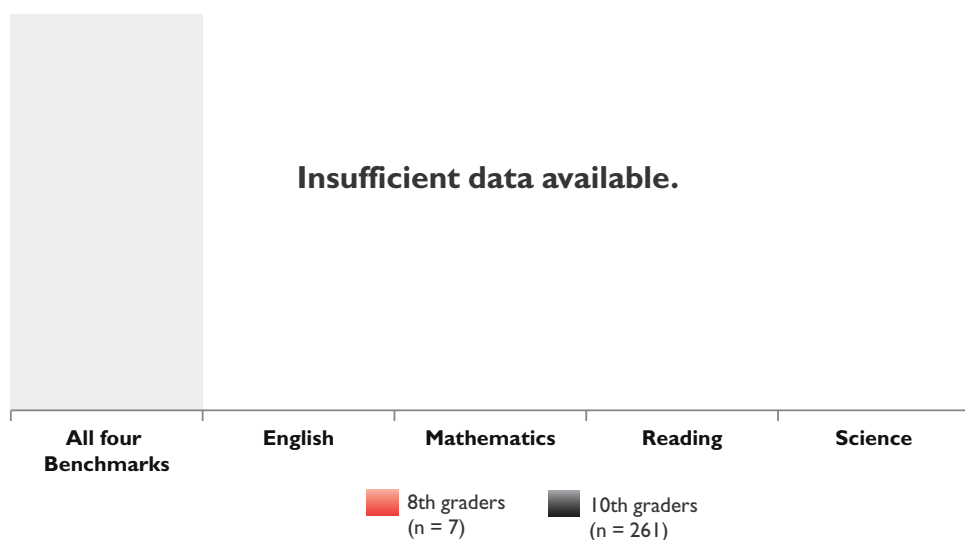 Insufficient data available.
All four
Benchmarks
English
Mathematics
Reading
Science
8th graders
(n = 7)
10th graders
(n = 261)